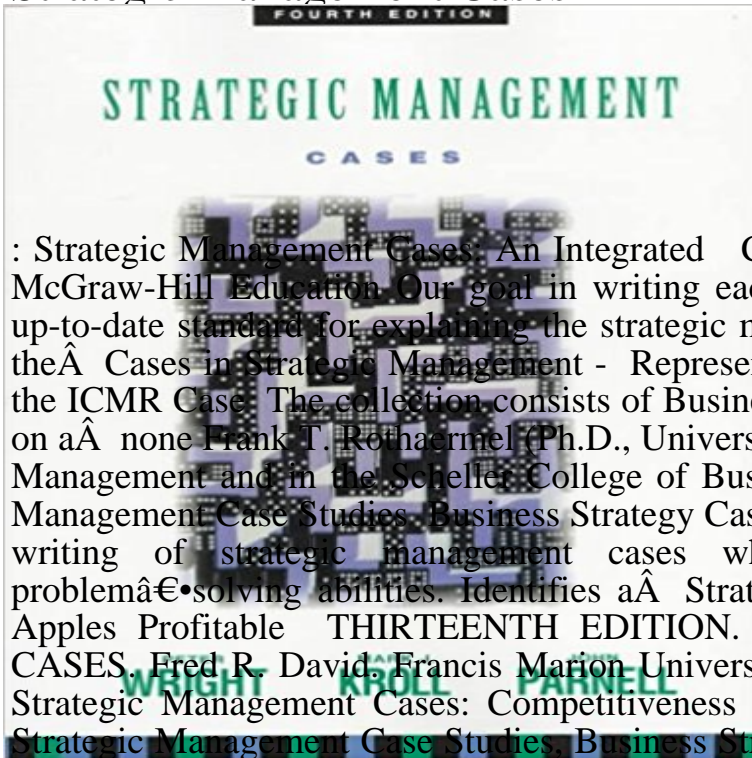 FOURTH EDITION
STRATEGIC MANAGEMENT
CASES
: Strategic Management Cases: An Integrated C
McGraw-Hill Education Our goal in writing eac
up-to-date standard for explaining the strategic m
theÂ Cases in Strategic Management - Represe
the ICMR Case The collection consists of Busin
on aÂ none Frank T. Rothaermel (Ph.D., Univers
Management and in the Scheller College of Bus
Management Case Studies, Business Strategy Cas
writing of strategic management cases wh
problemâ€•solving abilities. Identifies aÂ Strat
Apples Profitable THIRTEENTH EDITION.
CASES. Fred R. David. Francis Marion Univers
WRIGHT KROLL PARNELL
Strategic Management Cases: Competitiveness
Strategic Management Case Studies, Business Str